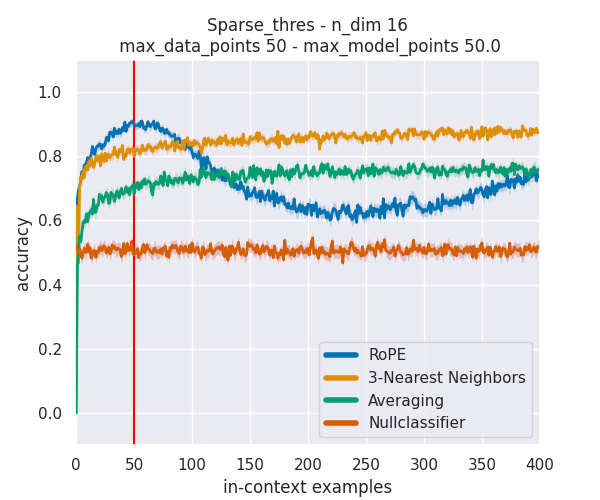 Sparse_thres - n_dim 16
max_data_points 50 - max_model_points 50.0
accuracy
1.0
0.8
0.6
0.4
0.2
0.0
RoPE
3-Nearest Neighbors
Averaging
Nullclassifier
0 50 100 150 200 250 300 350 400
in-context examples